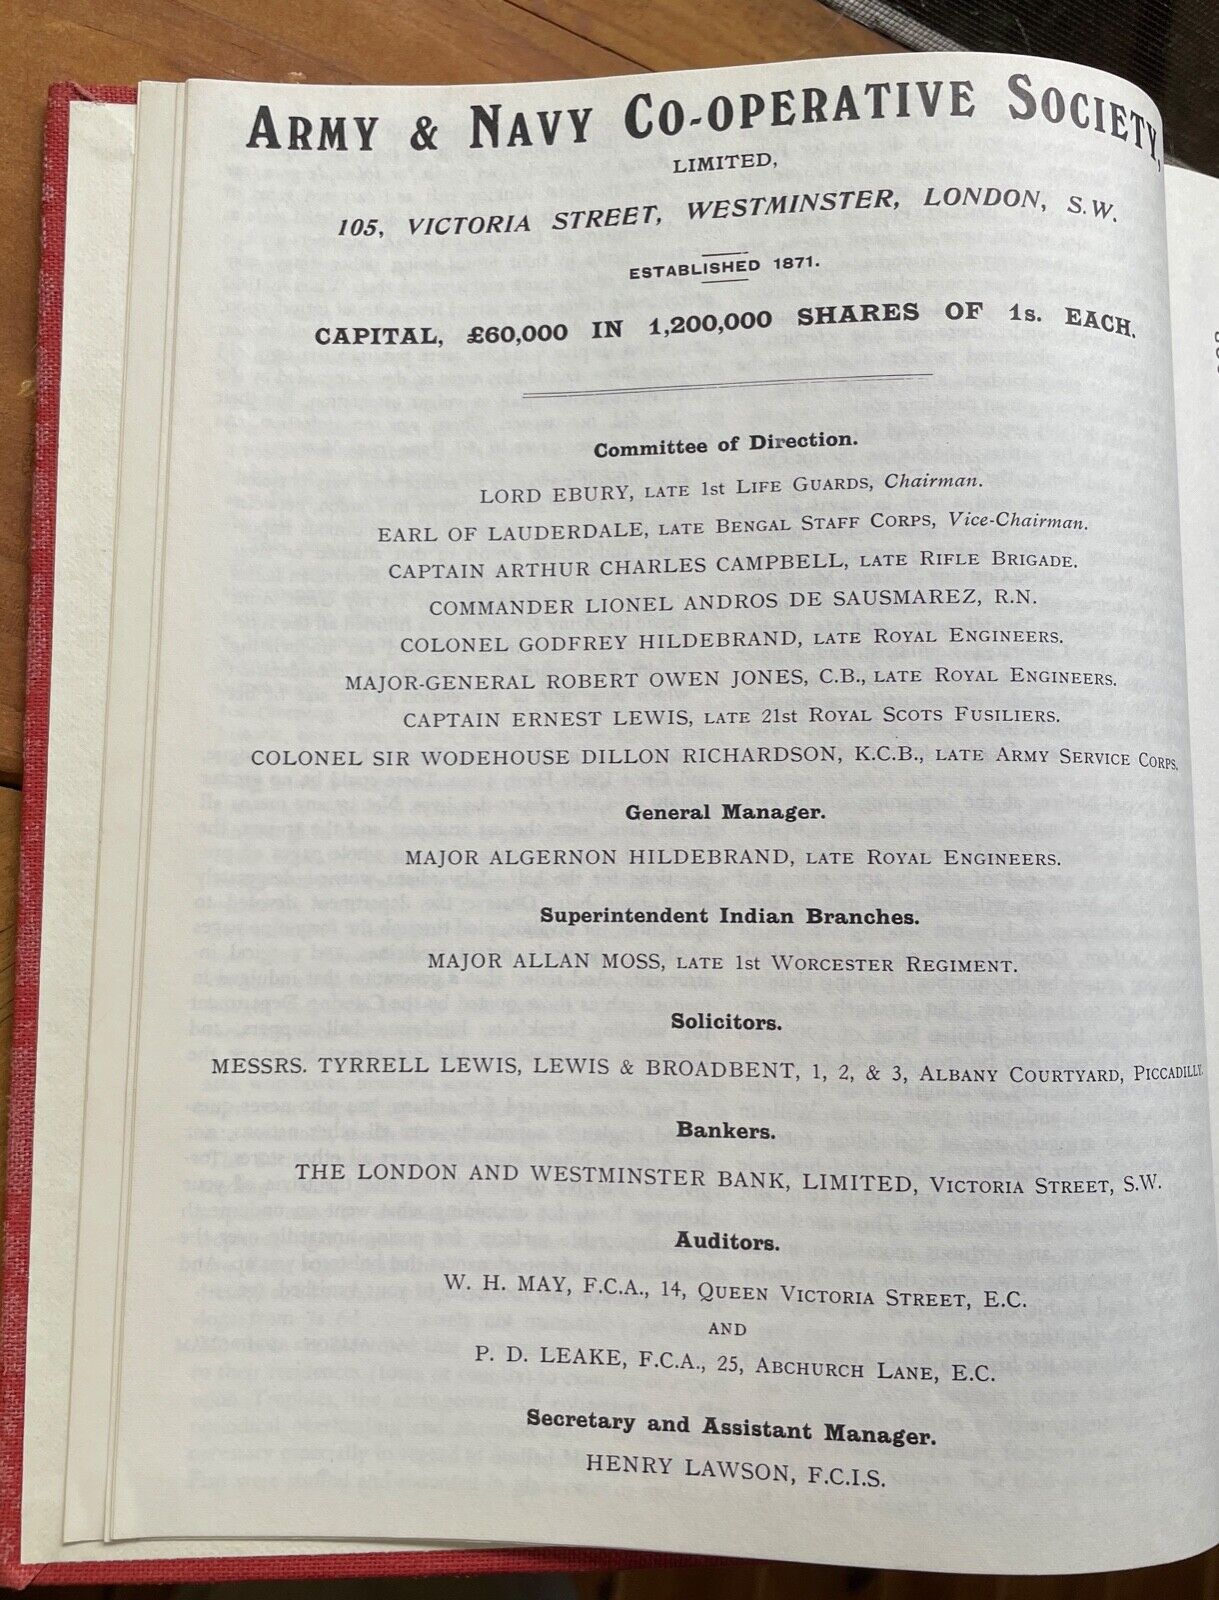 ARMY & NAVY CO-OPERATIVE SOCIETY,
LIMITED,
105, VICTORIA STREET, WESTMINSTER, LONDON, S.W.
ESTABLISHED 1871.
CAPITAL, £60,000 IN 1,200,000 SHARES OF 1s. EACH.
Committee of Direction.
LORD EBURY, LATE 1st LIFE GUARDS, Chairman.
EARL OF LAUDERDALE, LATE BENGAL STAFF CORPS, Vice-Chairman.
CAPTAIN ARTHUR CHARLES CAMPBELL, LATE RIFLE BRIGADE.
COMMANDER LIONEL ANDROS DE SAUSMAREZ, R.N.
COLONEL GODFREY HILDEBRAND, LATE ROYAL ENGINEERS.
MAJOR-GENERAL ROBERT OWEN JONES, C.B., LATE ROYAL ENGINEERS.
CAPTAIN ERNEST LEWIS, LATE 21st ROYAL SCOTS FUSILIERS.
COLONEL SIR WODEHOUSE DILLON RICHARDSON, K.C.B., LATE ARMY SERVICE CORPS.
General Manager.
MAJOR ALGERNON HILDEBRAND, LATE ROYAL ENGINEERS.
Superintendent Indian Branches.
MAJOR ALLAN MOSS, LATE 1st WORCESTER REGIMENT.
Solicitors.
MESSRS. TYRRELL LEWIS, LEWIS & BROADBENT, 1, 2, & 3, ALBANY COURTYARD, PICCADILLY.
Bankers.
THE LONDON AND WESTMINSTER BANK, LIMITED, VICTORIA STREET, S.W.
Auditors.
W. H. MAY, F.C.A., 14, QUEEN VICTORIA STREET, E.C.
AND
P. D. LEAKE, F.C.A., 25, ABCHURCH LANE, E.C.
Secretary and Assistant Manager.
HENRY LAWSON, F.C.I.S.